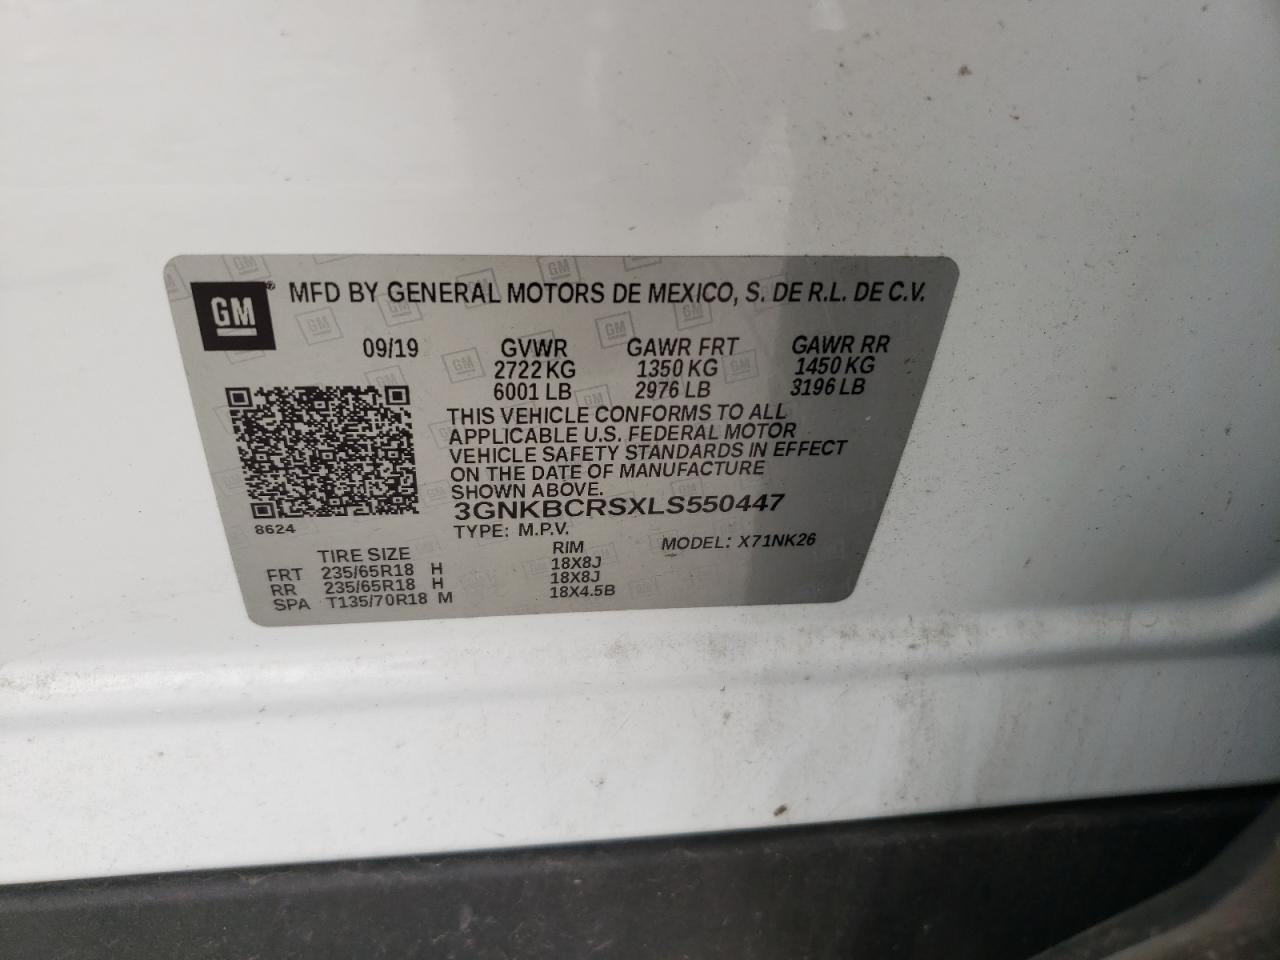 GM ® MFD BY GENERAL MOTORS DE MEXICO, S. DE R.L. DE C.V.
09/19 GVWR GAWR FRT GAWR RR
2722 KG 1350 KG 1450 KG
6001 LB 2976 LB 3196 LB
THIS VEHICLE CONFORMS TO ALL
APPLICABLE U.S. FEDERAL MOTOR
VEHICLE SAFETY STANDARDS IN EFFECT
ON THE DATE OF MANUFACTURE
SHOWN ABOVE.
3GNKBCRSXLS550447
8624
TYPE: M.P.V.
MODEL: X71NK26
TIRE SIZE RIM
FRT 235/65R18 H 18X8J
RR 235/65R18 H 18X8J
SPA T135/70R18 M 18X4.5B